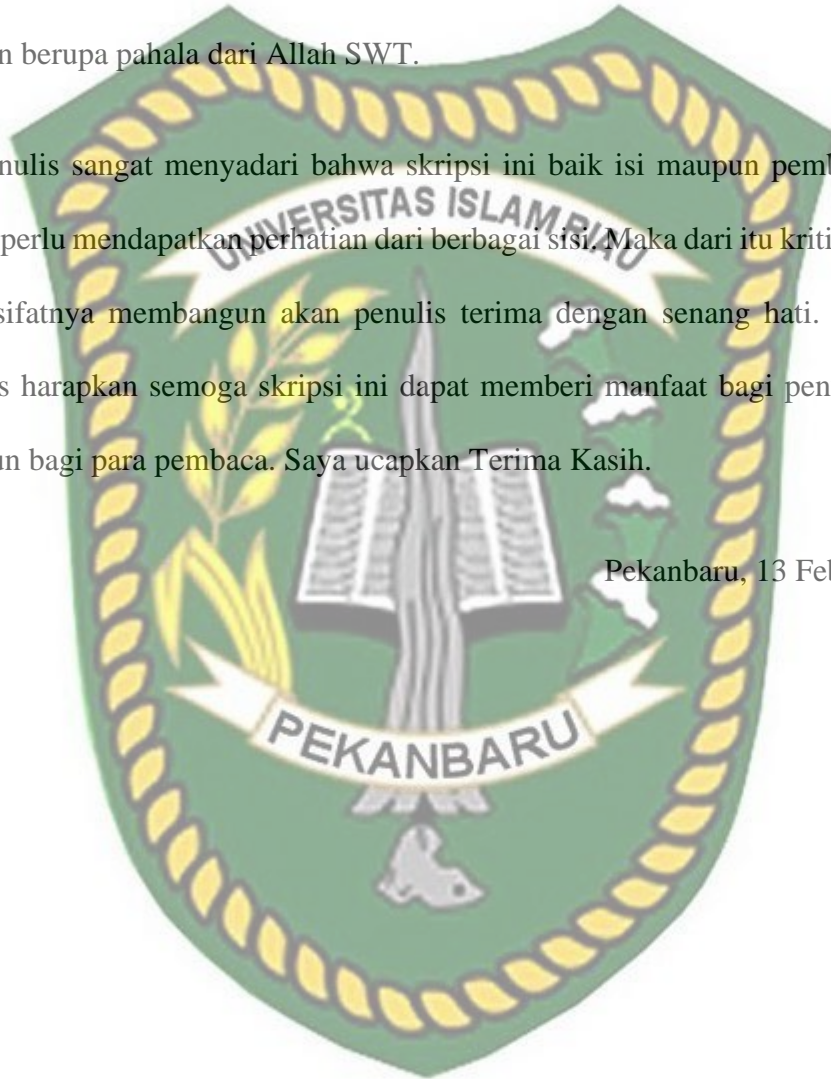 n berupa pahala dari Allah SWT.
nulis sangat menyadari bahwa skripsi ini baik isi maupun pemb
UNIVERSITAS ISLAM RIAU
perlu mendapatkan perhatian dari berbagai sisi. Maka dari itu kriti
sifatnya membangun akan penulis terima dengan senang hati.
s harapkan semoga skripsi ini dapat memberi manfaat bagi pen
un bagi para pembaca. Saya ucapkan Terima Kasih.
Pekanbaru, 13 Feb
PEKANBARU